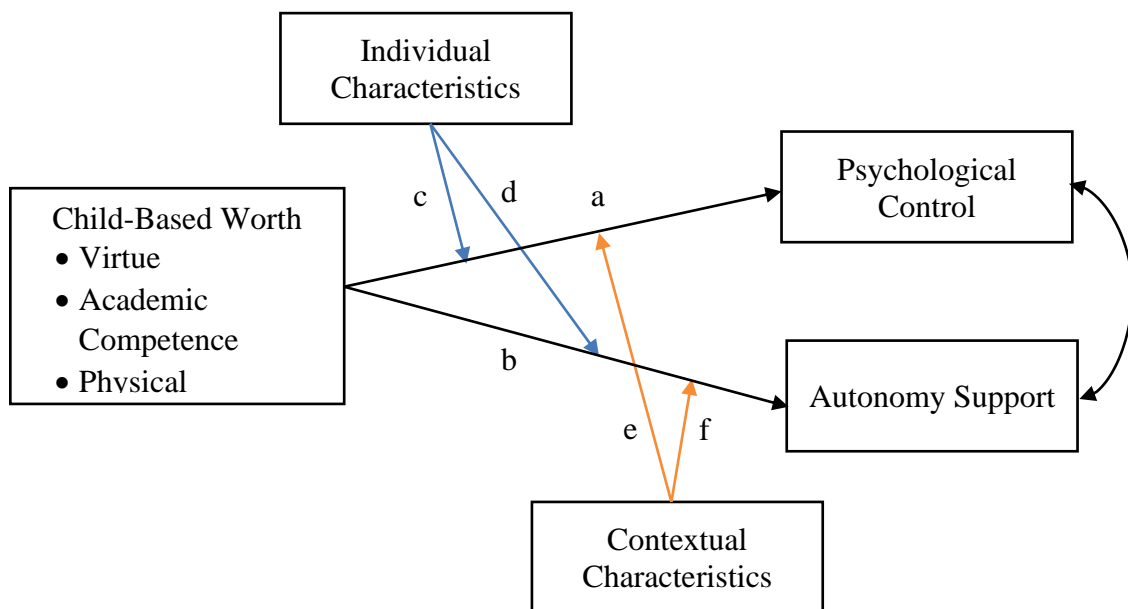 Individual
Characteristics
Psychological
Control
c
d
a
Child-Based Worth
• Virtue
• Academic
Competence
• Physical
b
Autonomy Support
e
f
Contextual
Characteristics